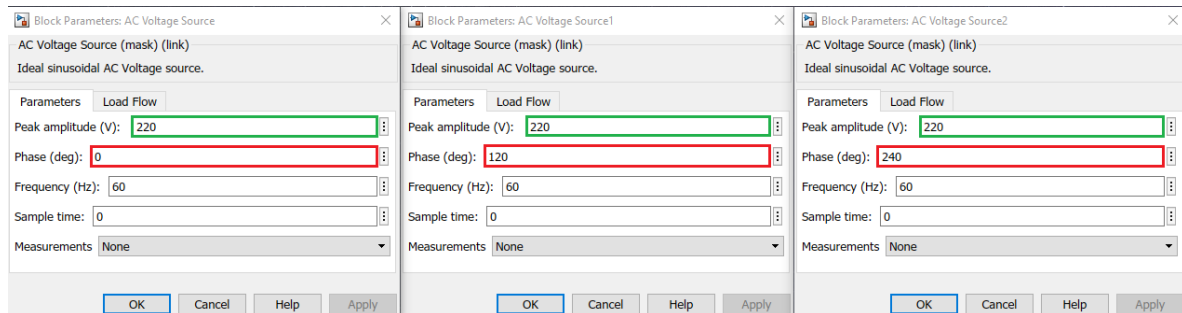 Block Parameters: AC Voltage Source
AC Voltage Source (mask) (link)
Ideal sinusoidal AC Voltage source.
Parameters Load Flow
Peak amplitude (V): 220
Phase (deg): 0
Frequency (Hz): 60
Sample time: 0
Measurements None
OK Cancel Help Apply
Block Parameters: AC Voltage Source1
AC Voltage Source (mask) (link)
Ideal sinusoidal AC Voltage source.
Parameters Load Flow
Peak amplitude (V): 220
Phase (deg): 120
Frequency (Hz): 60
Sample time: 0
Measurements None
OK Cancel Help Apply
Block Parameters: AC Voltage Source2
AC Voltage Source (mask) (link)
Ideal sinusoidal AC Voltage source.
Parameters Load Flow
Peak amplitude (V): 220
Phase (deg): 240
Frequency (Hz): 60
Sample time: 0
Measurements None
OK Cancel Help Apply